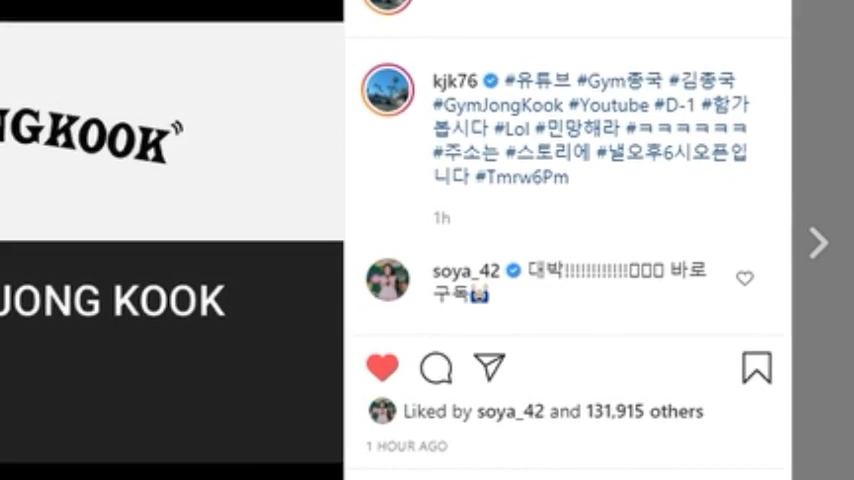 NGKOOK"
JONG KOOK
kjk76 #유튜브 #Gym종국 #김종국
#GymJongKook #Youtube #D-1 #함가
봅시다 #Lol #민망해라 #ㅋㅋㅋㅋㅋㅋ
#주소는 #스토리에 #낼오후6시오픈입
니다 #Tmrw6Pm
1h
soya_42 대박!!!!!!!!!!!! 바로
구독
Liked by soya_42 and 131,915 others
1 HOUR AGO